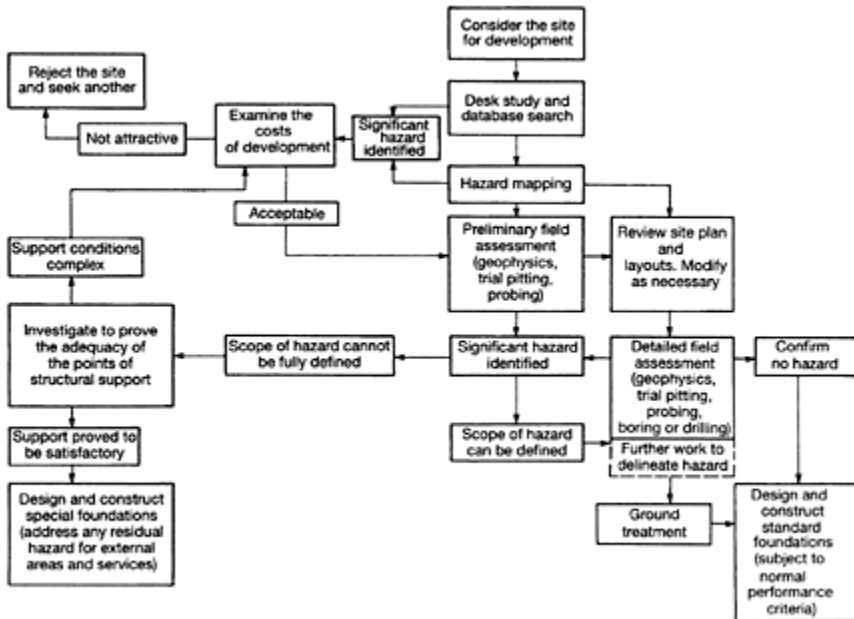 Consider the site
for development
Reject the site
and seek another
Desk study and
database search
Examine the
costs
of development
Significant
hazard
identified
Not attractive
Hazard mapping
Acceptable
Preliminary field
assessment
(geophysics,
trial pitting,
probing)
Review site plan
and
layouts. Modify
as necessary
Support conditions
complex
Investigate to prove
the adequacy of
the points of
structural support
Scope of hazard cannot
be fully defined
Significant hazard
identified
Detailed field
assessment
(geophysics,
trial pitting,
probing,
boring or drilling)
Confirm
no hazard
Support proved to
be satisfactory
Scope of hazard
can be defined
Further work to
delineate hazard
Design and construct
special foundations
(address any residual
hazard for external
areas and services)
Ground
treatment
Design and
construct
standard
foundations
(subject to
normal
performance
criteria)